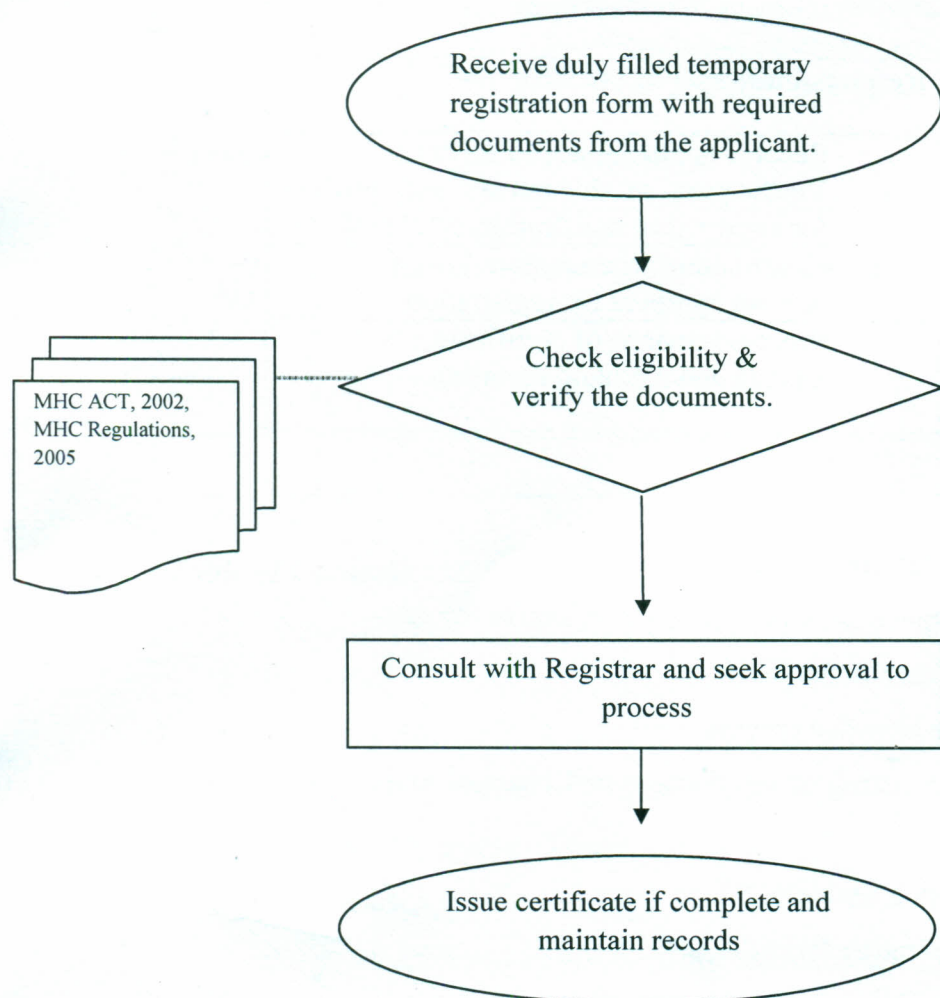 Receive duly filled temporary
registration form with required
documents from the applicant.
Check eligibility &
verify the documents.
MHC ACT, 2002,
MHC Regulations,
2005
Consult with Registrar and seek approval to
process
Issue certificate if complete and
maintain records